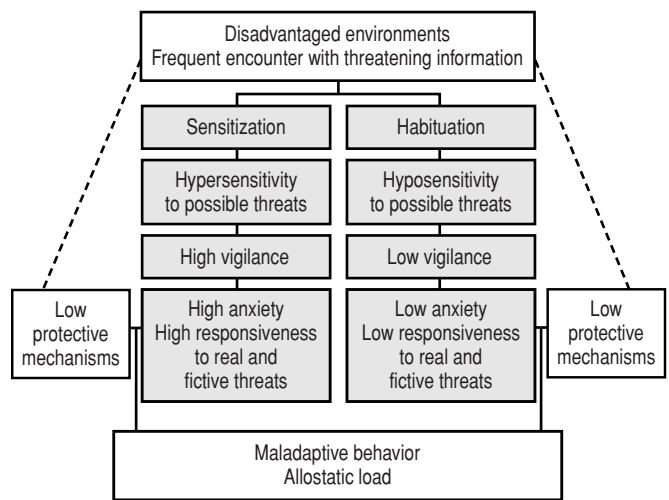 Disadvantaged environments
Frequent encounter with threatening information
Sensitization
Habituation
Hypersensitivity
to possible threats
Hyposensitivity
to possible threats
High vigilance
Low vigilance
Low
protective
mechanisms
High anxiety
High responsiveness
to real and
fictive threats
Low anxiety
Low responsiveness
to real and
fictive threats
Low
protective
mechanisms
Maladaptive behavior
Allostatic load